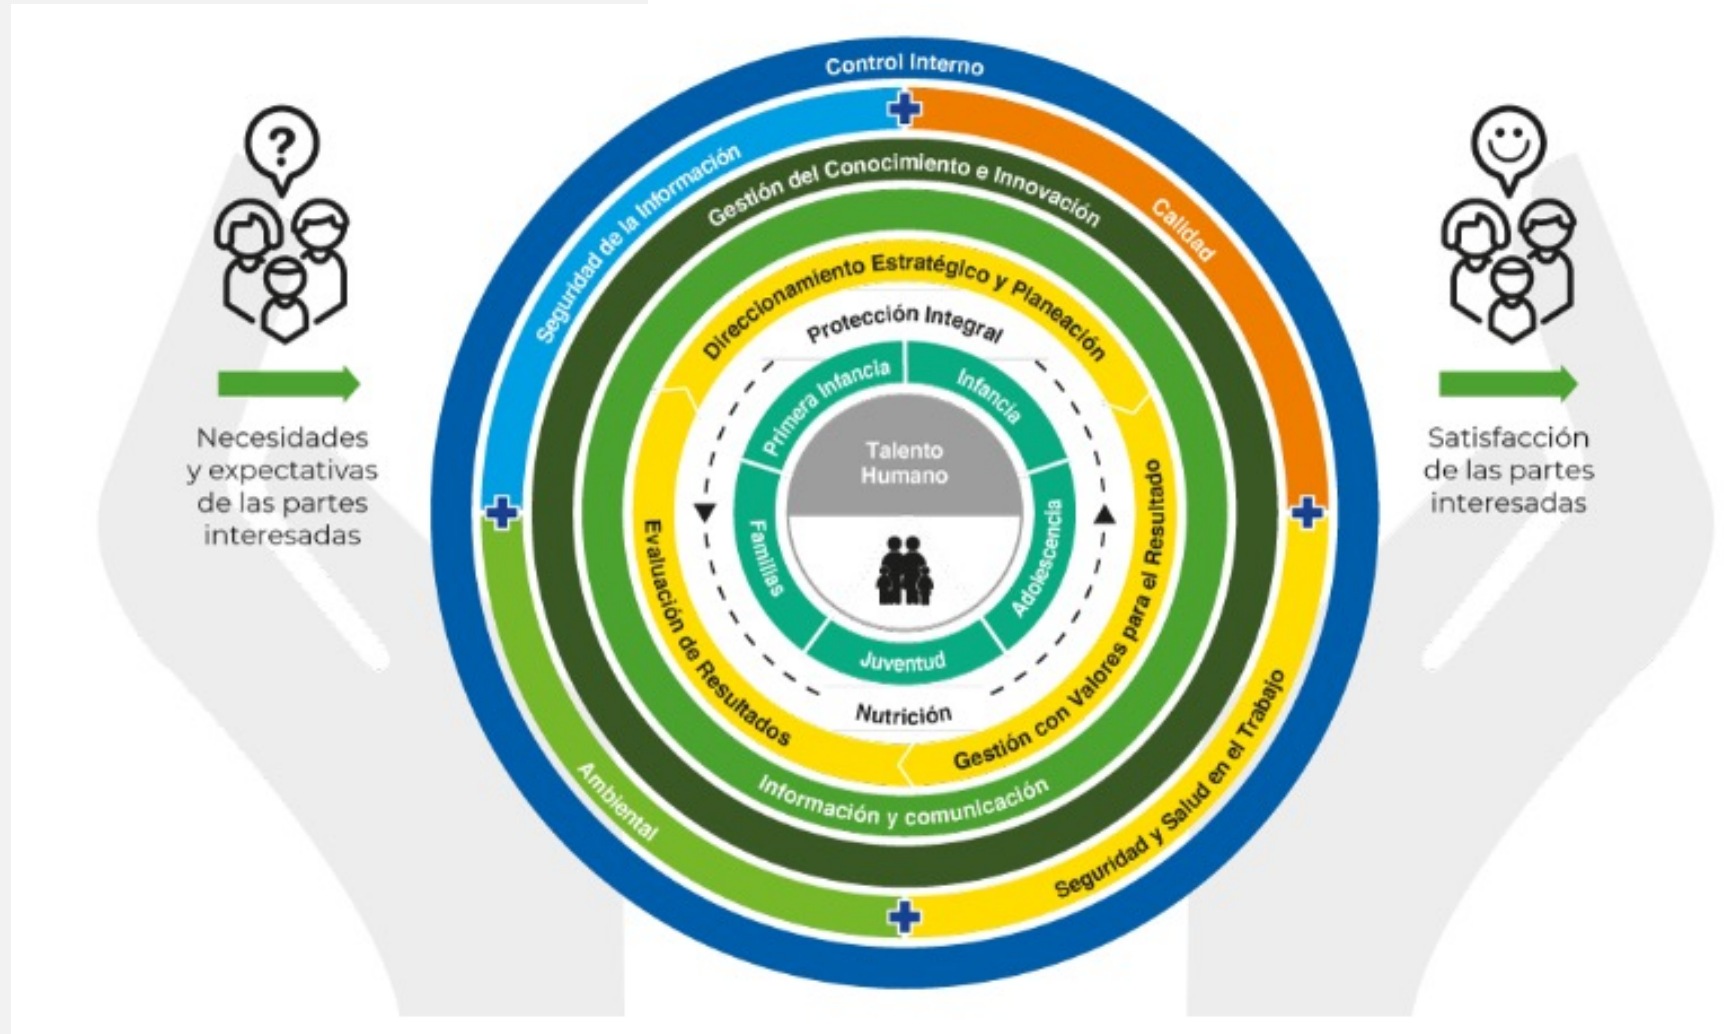 Control Interno
?
Seguridad de la Información
Calidad
Gestión del Conocimiento e Innovación
Direccionamiento Estratégico y Planeación
Protección Integral
Primera Infancia
Infancia
Talento
Humano
Necesidades
y expectativas
de las partes
interesadas
Satisfacción
de las partes
interesadas
Familias
Adolescencia
Juventud
Nutrición
Evaluación de Resultados
Gestión con Valores para el Resultado
Información y comunicación
Ambiental
Seguridad y Salud en el Trabajo